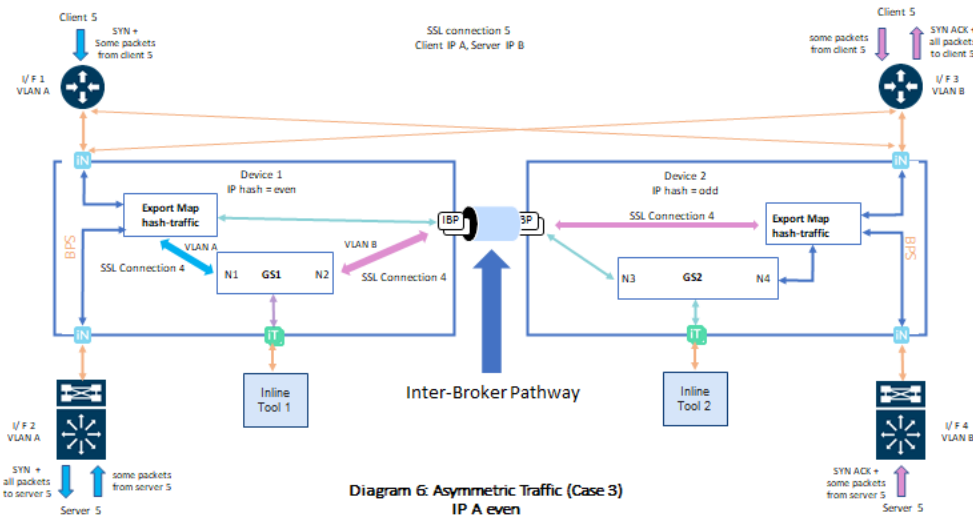 Client 5
SYN +
Some packets
from client 5
I/ F 1
VLAN A
SSL connection 5
Client IP A, Server IP B
Client 5
some packets
from client 5
SYN ACK +
all packets
to client 5
I/ F 3
VLAN B
iN
iN
Device 1
IP hash = even
Device 2
IP hash = odd
Export Map
hash-traffic
IBP
BP
SSL Connection 4
Export Map
hash-traffic
BPS
VLAN A
VLAN B
SSL Connection 4
SSL Connection 4
N1
GS1
N2
N3
GS2
N4
BPS
iN
iT
iT
iN
Inline
Tool 1
Inter-Broker Pathway
Inline
Tool 2
I/ F 2
VLAN A
I/ F 4
VLAN B
SYN +
all packets
to server 5
some packets
from server 5
Server 5
SYN ACK +
some packets
from server 5
Server 5
Diagram 6: Asymmetric Traffic (Case 3)
IP A even